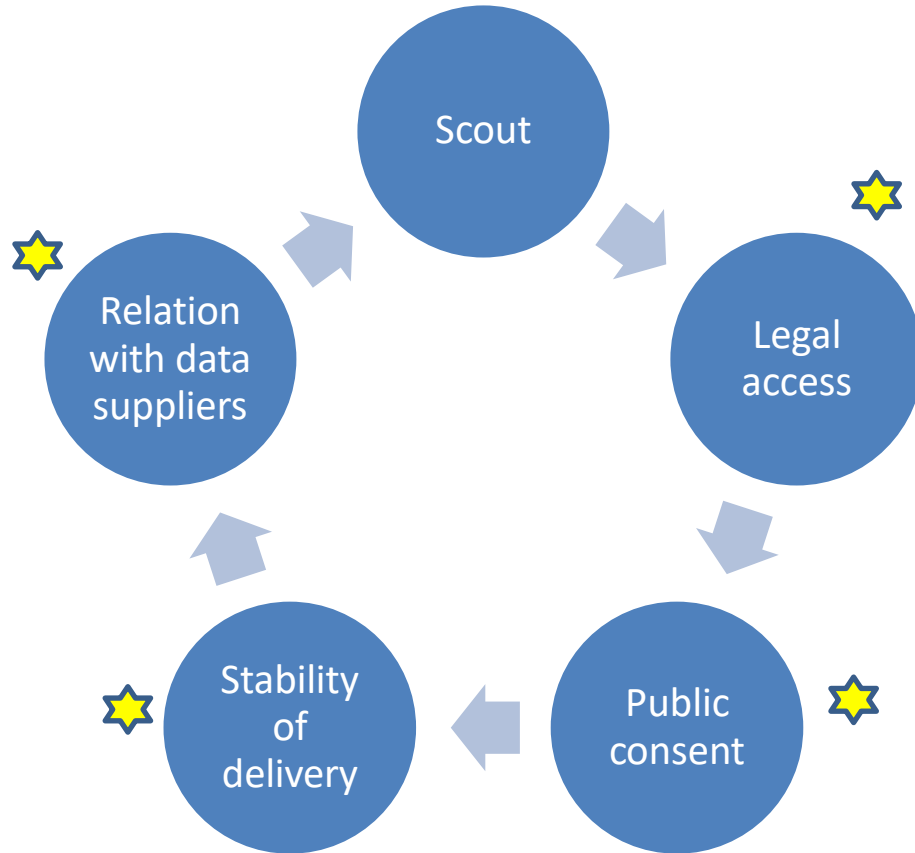 Scout
Legal
access
Public
consent
Stability
of
delivery
Relation
with data
suppliers